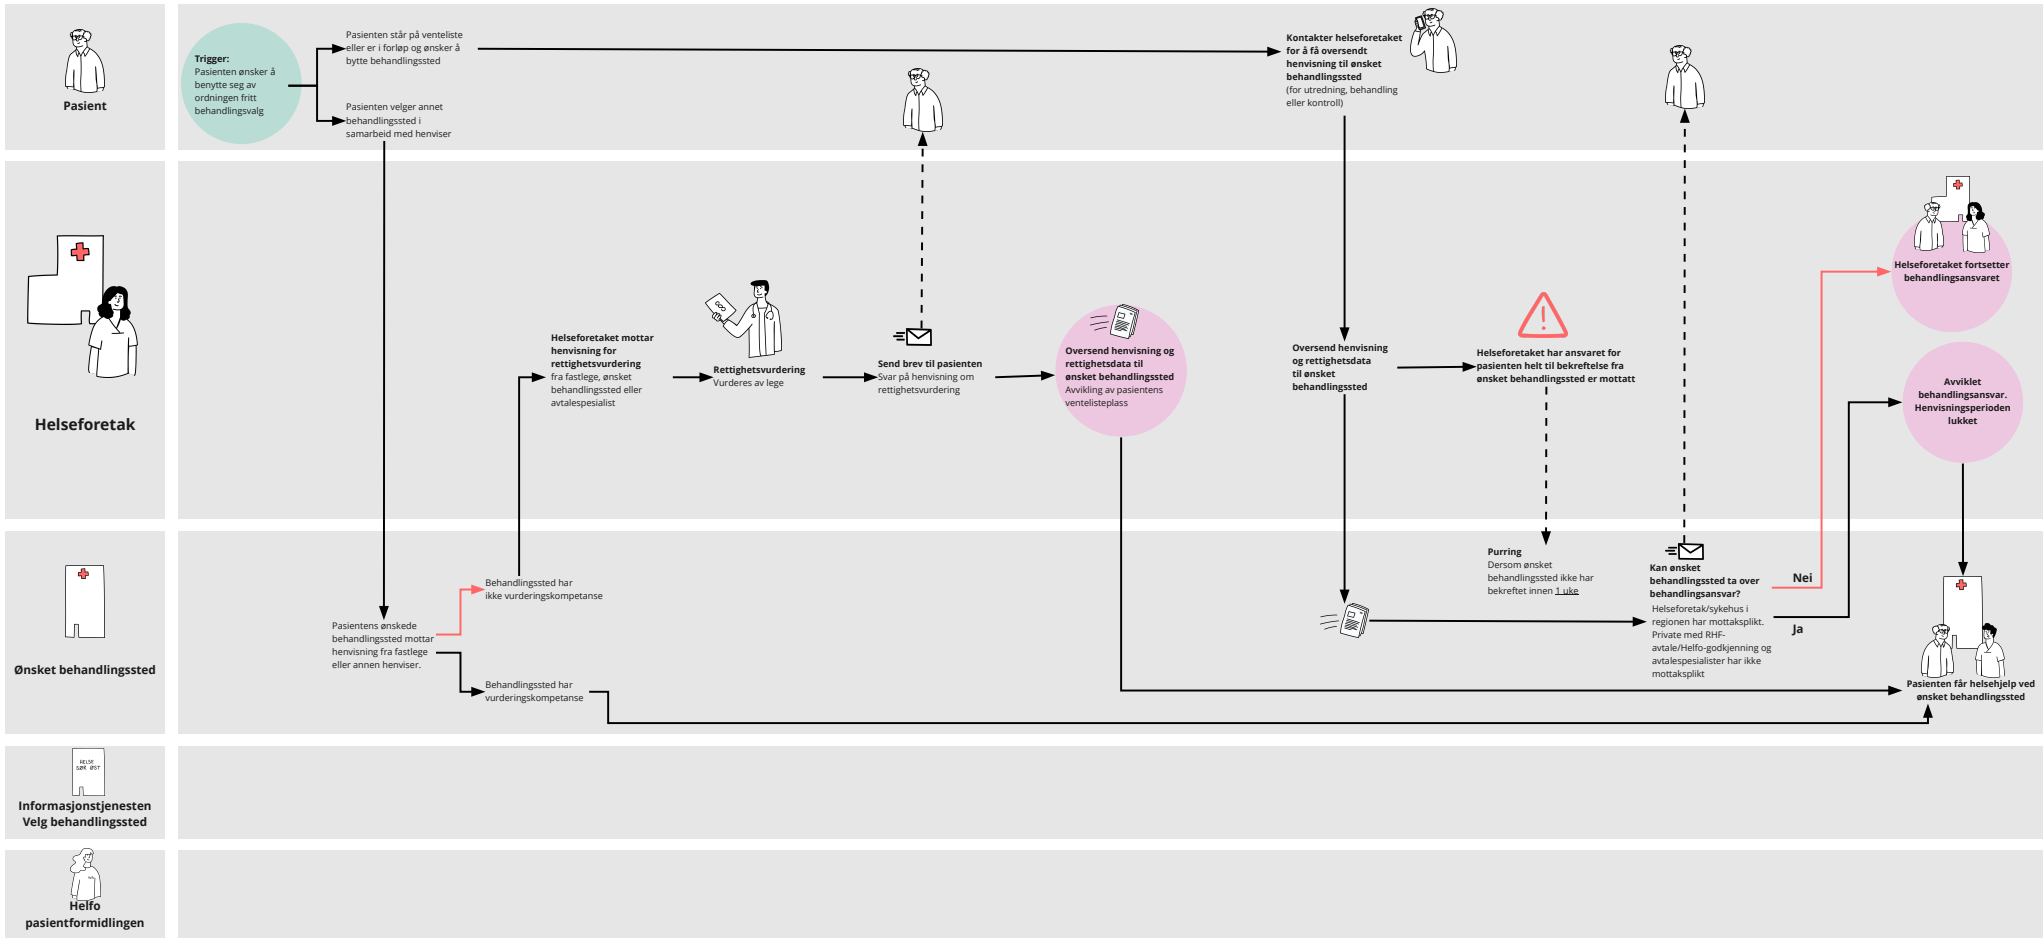 Pasient
Trigger:
Pasienten ønsker å
benytte seg av
ordningen fritt
behandlingsvalg
Pasienten står på venteliste
eller er i forløp og ønsker å
bytte behandlingssted
Pasienten velger annet
behandlingssted i
samarbeid med henviser
Kontakter helseforetaket
for å få oversendt
henvisning til ønsket
behandlingssted
(for utredning, behandling
eller kontroll)
Helseforetak
Helseforetaket mottar
henvisning for
rettighetsvurdering
fra fastlege, ønsket
behandlingssted eller
avtalespesialist
Rettighetsvurdering
Vurderes av lege
Send brev til pasienten
Svar på henvisning om
rettighetsvurdering
Oversend henvisning og
rettighetsdata til
ønsket behandlingssted
Avvikling av pasientens
ventelisteplass
Oversend henvisning
og rettighetsdata
til ønsket
behandlingssted
Helseforetaket har ansvaret for
pasienten helt til bekreftelse fra
ønsket behandlingssted er mottatt
Helseforetaket fortsetter
behandlingsansvaret
Avviklet
behandlingsansvar.
Henvisningsperioden
lukket
Ønsket behandlingssted
Pasientens ønskede
behandlingssted mottar
henvisning fra fastlege
eller annen henviser.
Behandlingssted har
ikke vurderingskompetanse
Behandlingssted har
vurderingskompetanse
Purring
Dersom ønsket
behandlingssted ikke har
bekreftet innen 1 uke
Kan ønsket
behandlingssted ta over
behandlingsansvar?
Helseforetak/sykehus i
regionen har mottaksplikt.
Private med RHF-
avtale/Helfo-godkjenning og
avtalespesialister har ikke
mottaksplikt
Nei
Ja
Pasienten får helsehjelp ved
ønsket behandlingssted
HELSE
SØR ØST
Informasjonstjenesten
Velg behandlingssted
Helfo
pasientformidlingen